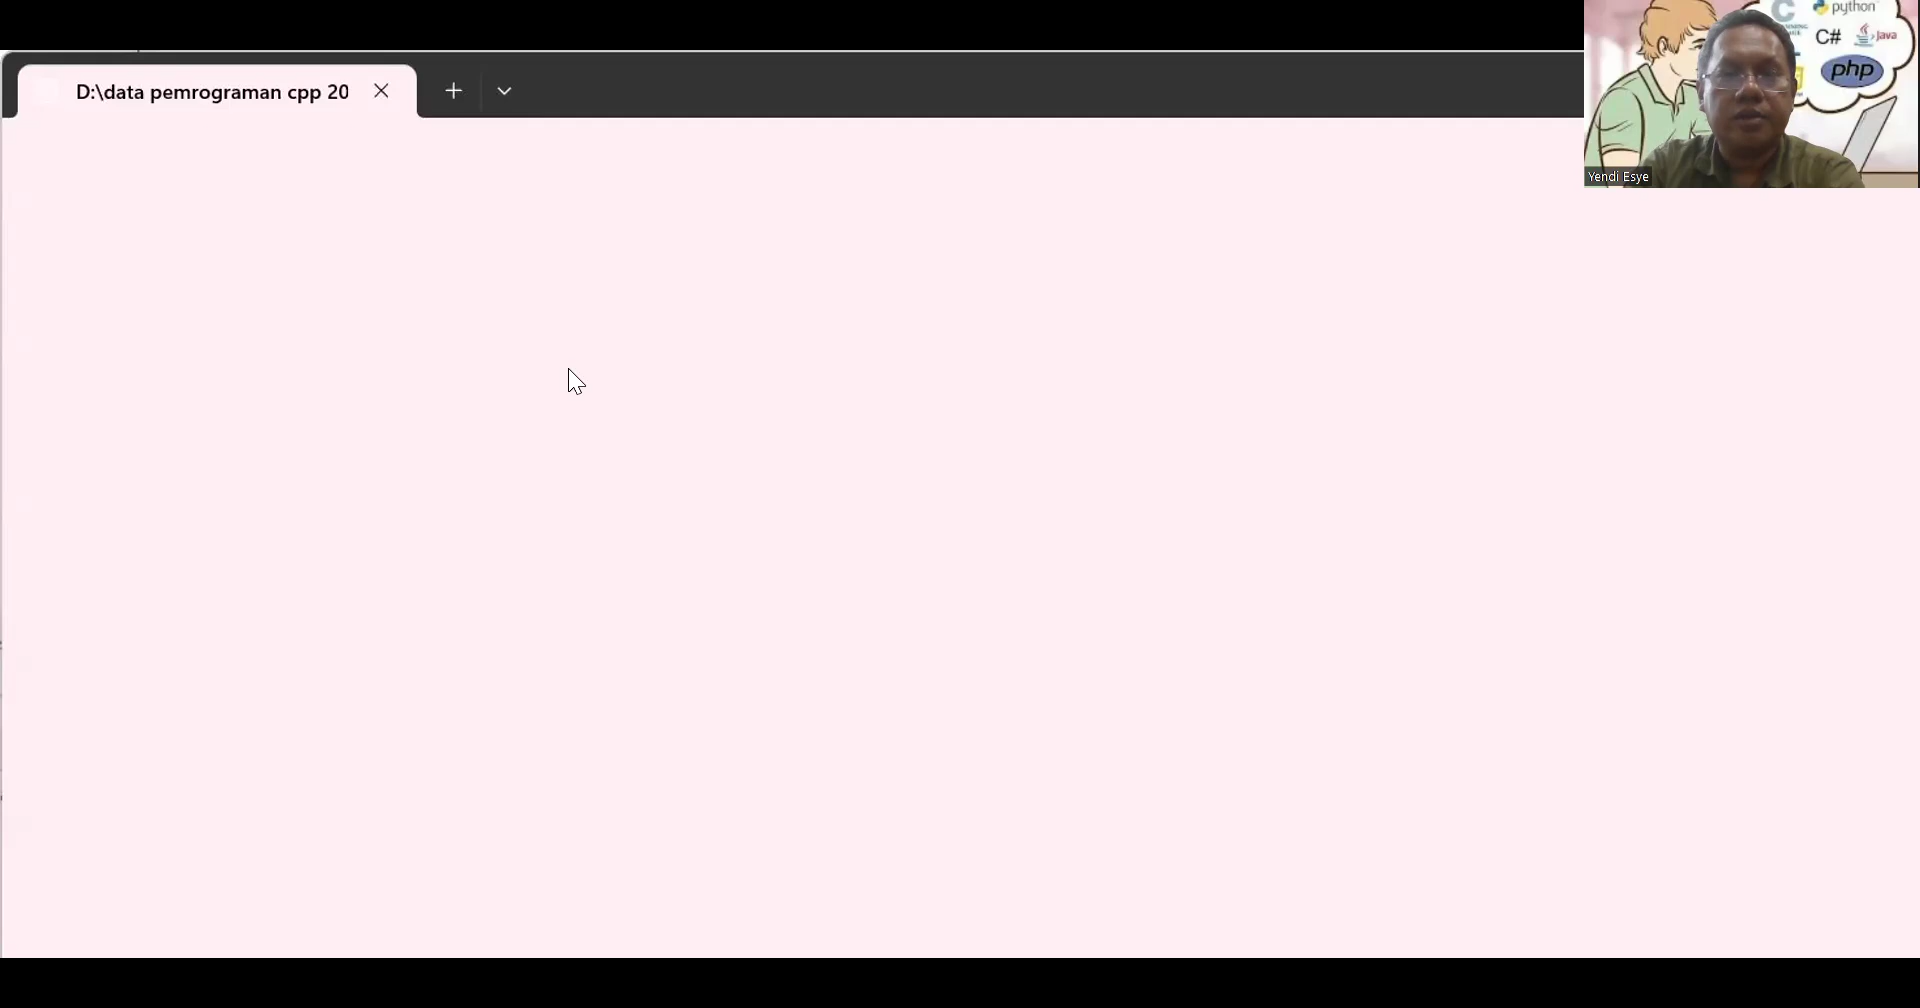 D:\data pemrograman cpp 20
python
C#
Java
php
Yendi Esye